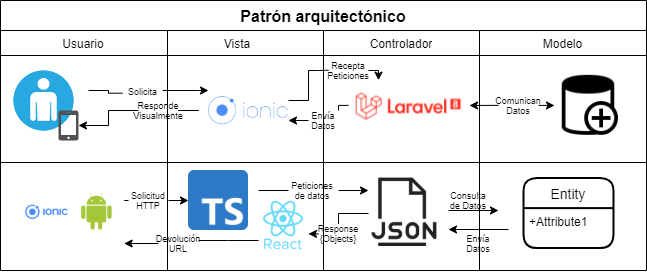 Patrón arquitectónico
Usuario
Vista
Controlador
Modelo
Solicita
Responde
Visualmente
ionic
Recepta
Peticiones
Envía
Datos
Laravel 8
Comunican
Datos
IONIC
Solicitud
HTTP
Devolución
URL
TS
React
Peticiones
de datos
Response
{Objects}
JSON
Consulta
de Datos
Envía
Datos
Entity
+Attribute1